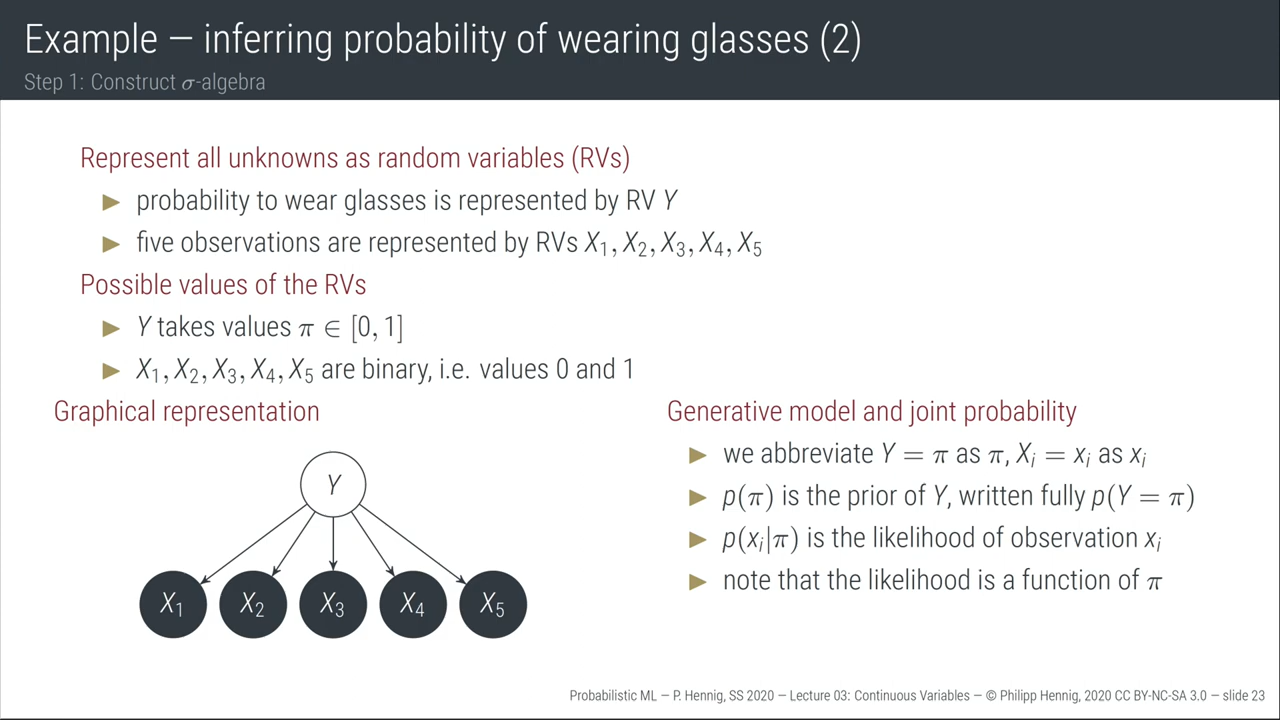 Example — inferring probability of wearing glasses (2)
Step 1: Construct σ-algebra
Represent all unknowns as random variables (RVs)
▶ probability to wear glasses is represented by RV Y
▶ five observations are represented by RVs X₁, X₂, X₃, X₄, X₅
Possible values of the RVs
▶ Y takes values π ∈ [0, 1]
▶ X₁, X₂, X₃, X₄, X₅ are binary, i.e. values 0 and 1
Graphical representation
Y
X₁ X₂ X₃ X₄ X₅
Generative model and joint probability
▶ we abbreviate Y = π as π, Xᵢ = xᵢ as xᵢ
▶ p(π) is the prior of Y, written fully p(Y = π)
▶ p(xᵢ|π) is the likelihood of observation xᵢ
▶ note that the likelihood is a function of π
Probabilistic ML — P. Hennig, SS 2020 — Lecture 03: Continuous Variables — © Philipp Hennig, 2020 CC BY-NC-SA 3.0 — slide 23